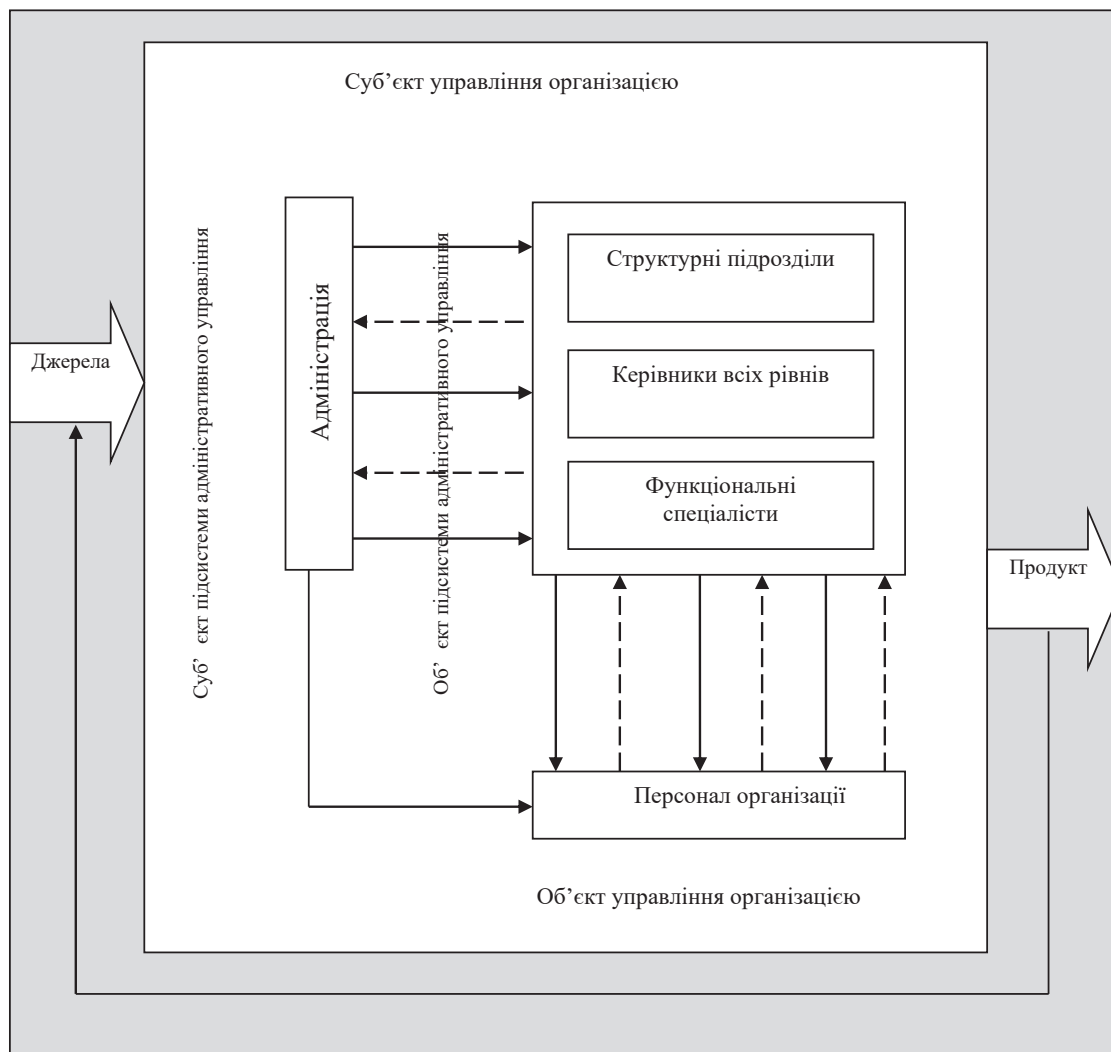 Суб’єкт управління організацією
Суб’ єкт підсистеми адміністративного управління
Адміністрація
Об’ єкт підсистеми адміністративного управління
Структурні підрозділи
Джерела
Керівники всіх рівнів
Функціональні
спеціалісти
Продукт
Персонал організації
Об’єкт управління організацією